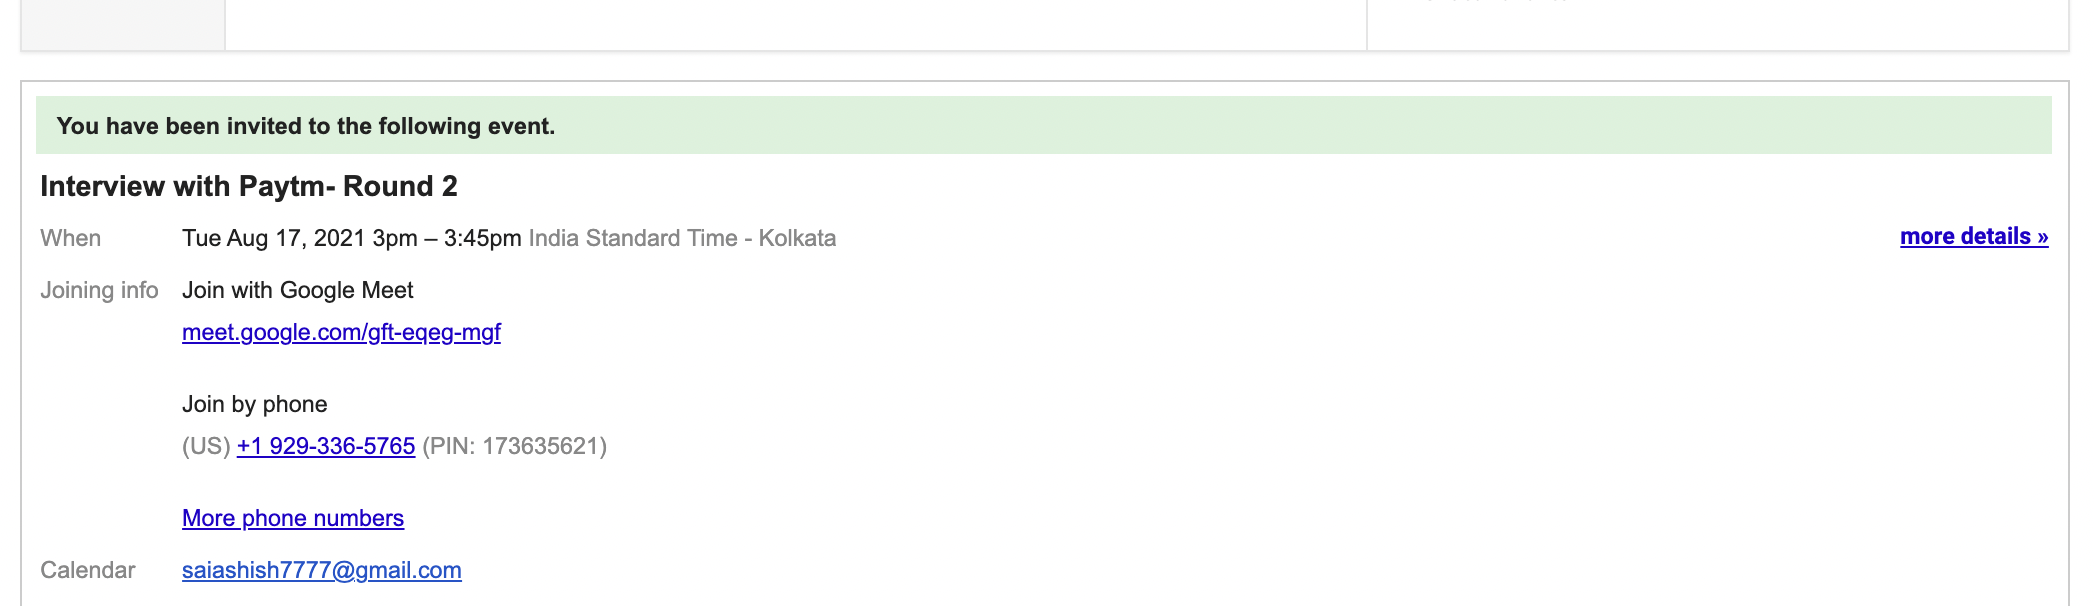 You have been invited to the following event.
Interview with Paytm- Round 2
When Tue Aug 17, 2021 3pm – 3:45pm India Standard Time - Kolkata more details »
Joining info Join with Google Meet
meet.google.com/gft-eqeg-mgf
Join by phone
(US) +1 929-336-5765 (PIN: 173635621)
More phone numbers
Calendar saiashish7777@gmail.com